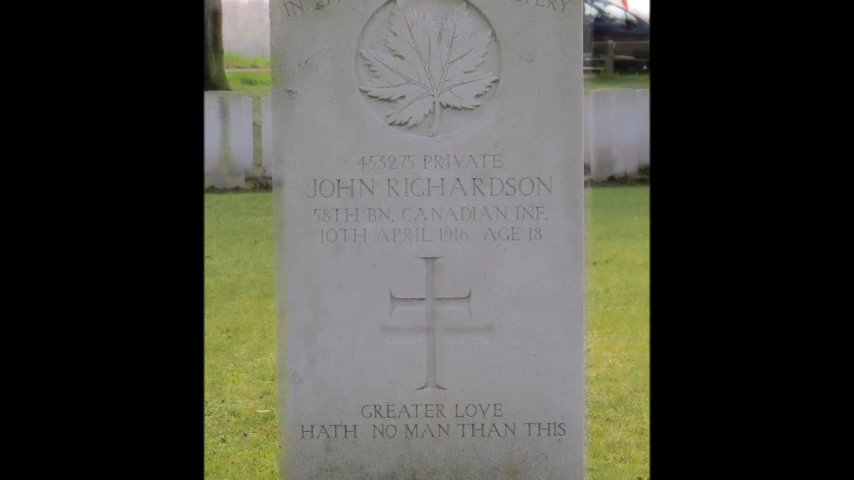 453275 PRIVATE
JOHN RICHARDSON
58TH BN. CANADIAN INF.
10TH APRIL 1916 AGE 18
GREATER LOVE
HATH NO MAN THAN THIS